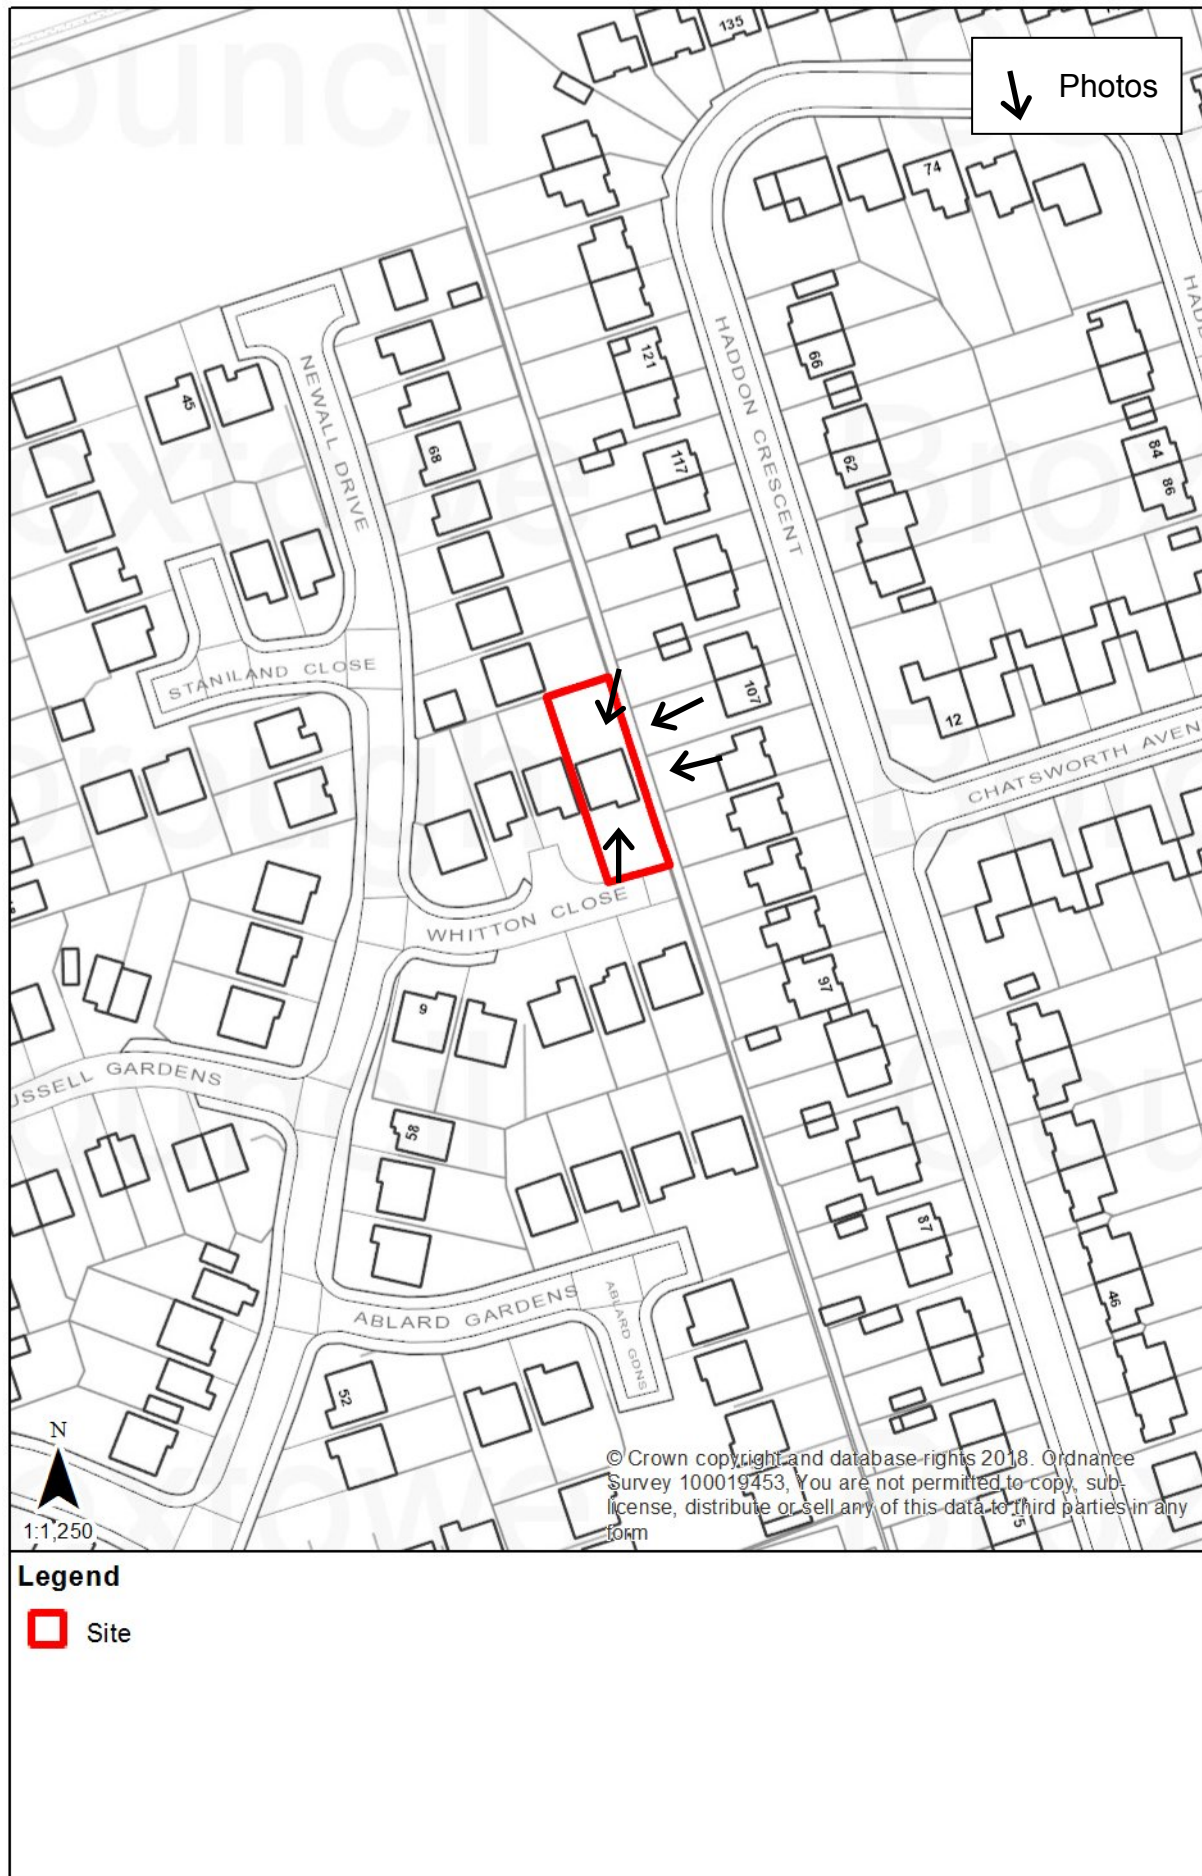 135
Photos
74
HADDON CRESCENT
66
121
NEWALL DRIVE
45
68
117
62
84
86
STANILAND CLOSE
107
12
CHATSWORTH AVEN
WHITTON CLOSE
97
9
USSELL GARDENS
58
87
ABLARD GARDENS
ABLARD GDNS
46
52
N
1:1,250
© Crown copyright and database rights 2018. Ordnance
Survey 100019453, You are not permitted to copy, sub-
license, distribute or sell any of this data to third parties in any
form
Legend
Site